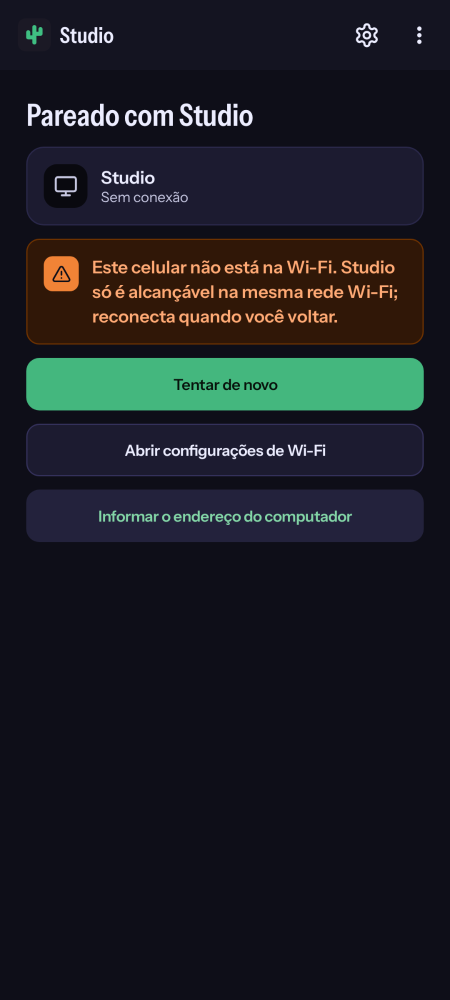 Studio
Pareado com Studio
Studio
Sem conexão
Este celular não está na Wi-Fi. Studio
só é alcançável na mesma rede Wi-Fi;
reconecta quando você voltar.
Tentar de novo
Abrir configurações de Wi-Fi
Informar o endereço do computador